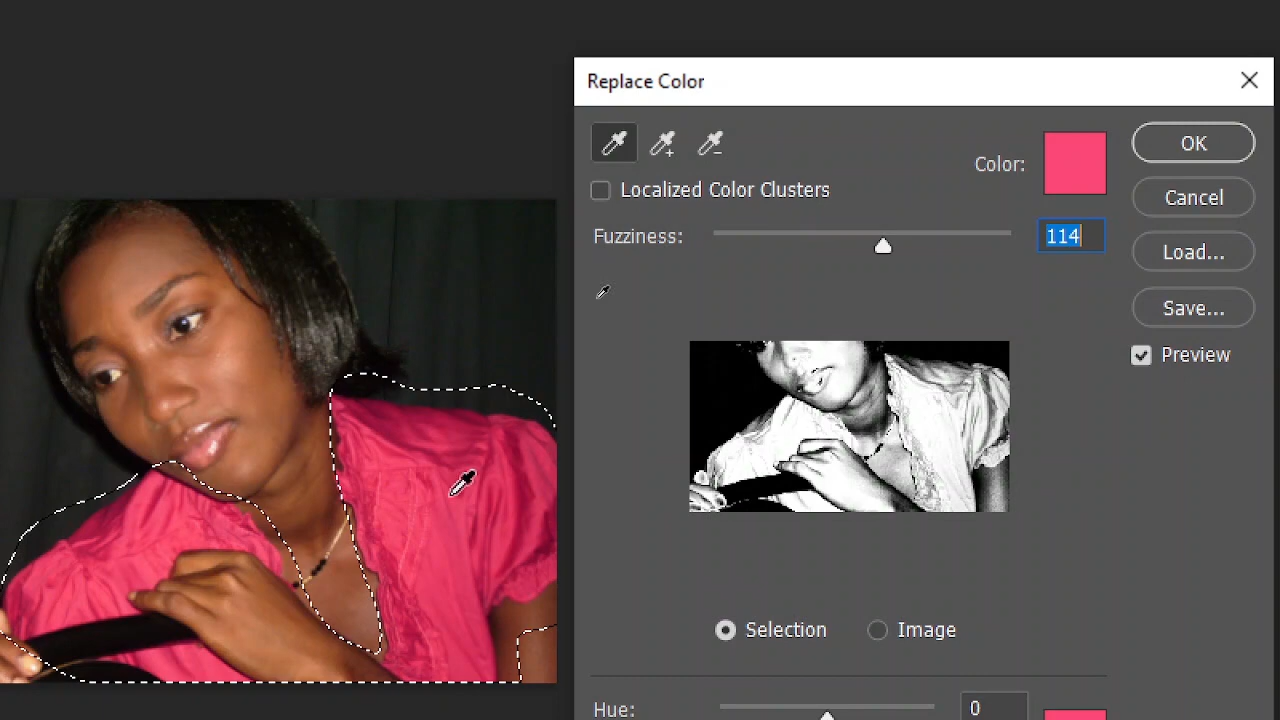 Replace Color
Color:
OK
Localized Color Clusters
Cancel
Fuzziness:
114
Load...
Save...
Preview
Selection
Image
Hue:
0